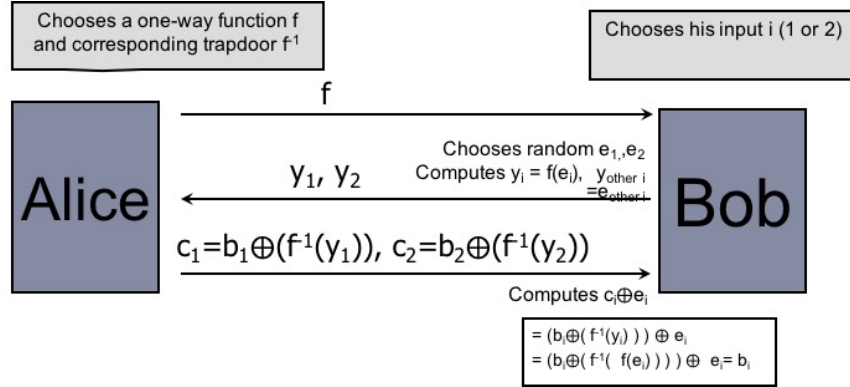 Chooses a one-way function f
and corresponding trapdoor f-1
Chooses his input i (1 or 2)
f
Alice
Bob
Chooses random e1,,e2
Computes yi = f(ei), yother i
=eother i
y1, y2
c1=b1⊕(f-1(y1)), c2=b2⊕(f-1(y2))
Computes ci⊕ei
= (bi⊕( f-1(yi) ) ) ⊕ ei
= (bi⊕(f-1( f(ei) ) ) ) ⊕ ei= bi